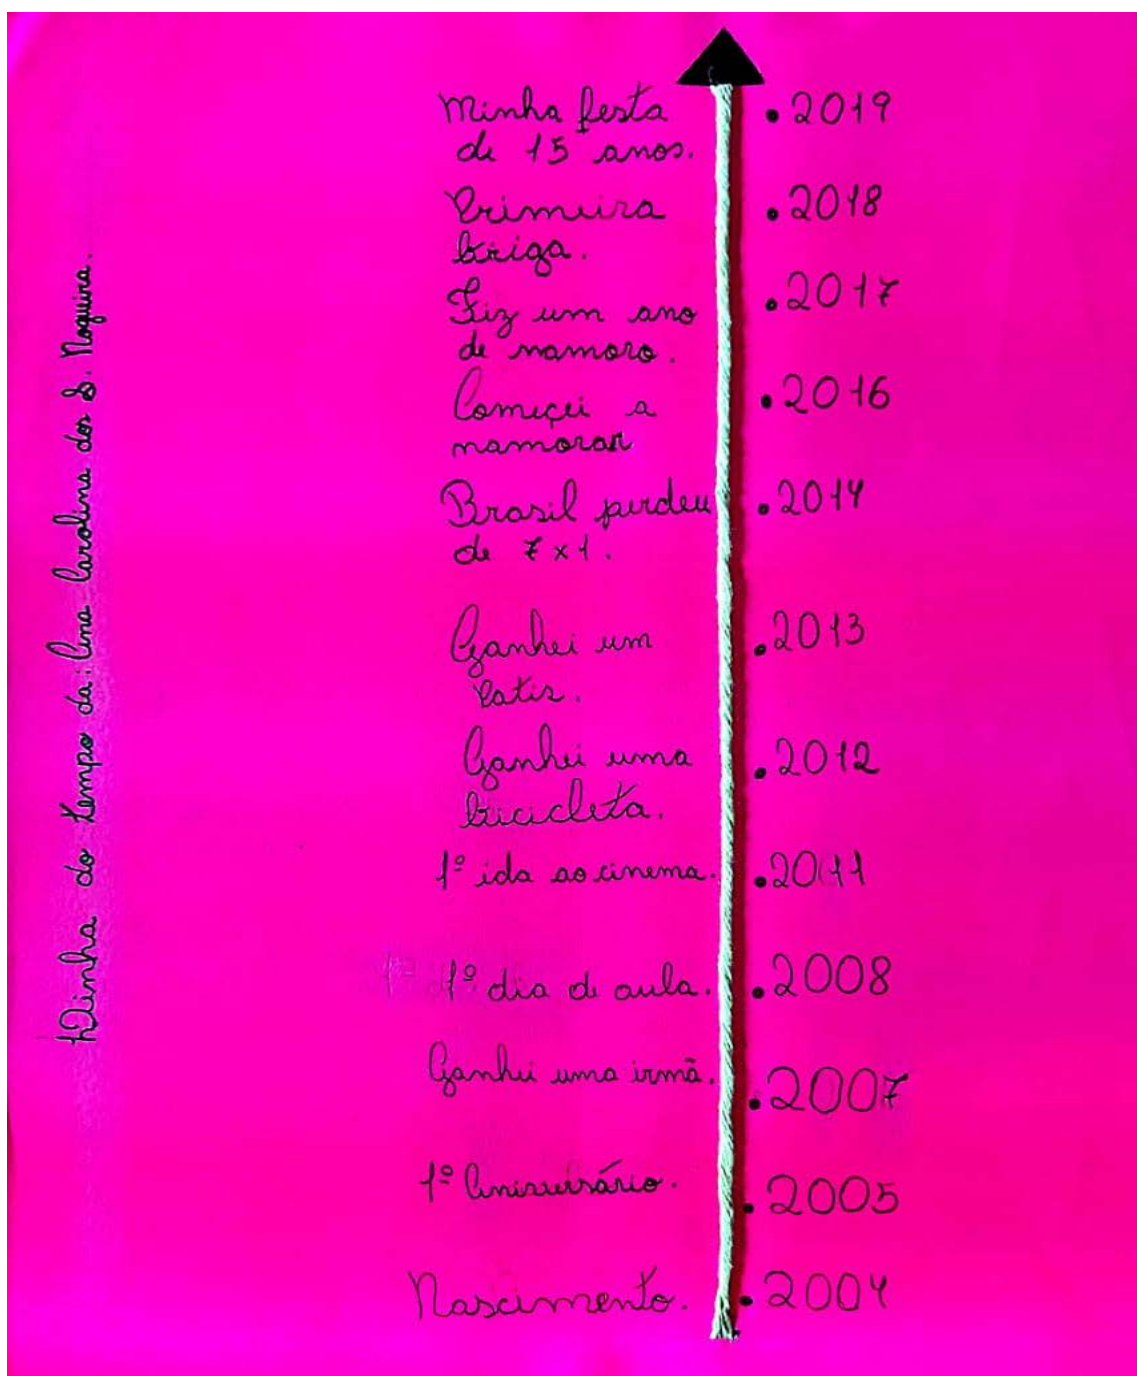 Linha do tempo da: Ana Carolina dos S. Nogueira.
Minha festa
de 15 anos.
• 2019
Primeira
briga.
• 2018
Fiz um ano
de namoro.
• 2017
Começei a
namorar
• 2016
Brasil perdeu
de 7x1.
• 2014
Ganhei um
Patis.
• 2013
Ganhei uma
bicicleta.
• 2012
1º ida ao cinema.
• 2011
1º dia de aula.
• 2008
Ganhei uma irmã.
• 2007
1º Aniversário.
• 2005
Nascimento.
• 2004